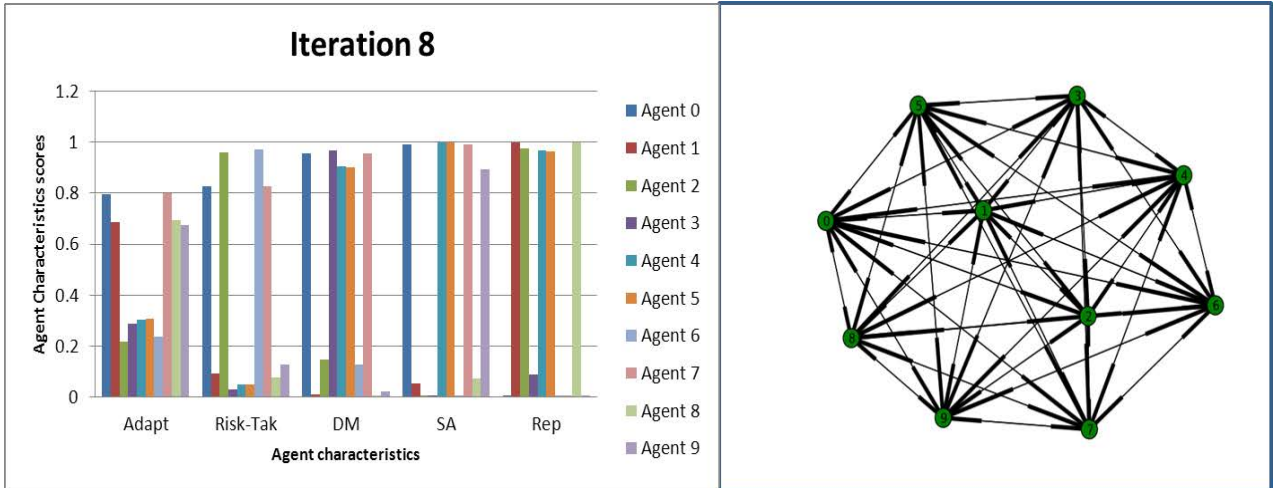 Iteration 8
Agent Characteristics scores
1.2
1
0.8
0.6
0.4
0.2
0
Adapt Risk-Tak DM SA Rep
Agent characteristics
Agent 0
Agent 1
Agent 2
Agent 3
Agent 4
Agent 5
Agent 6
Agent 7
Agent 8
Agent 9
3
5
4
1
0
6
2
8
9
7